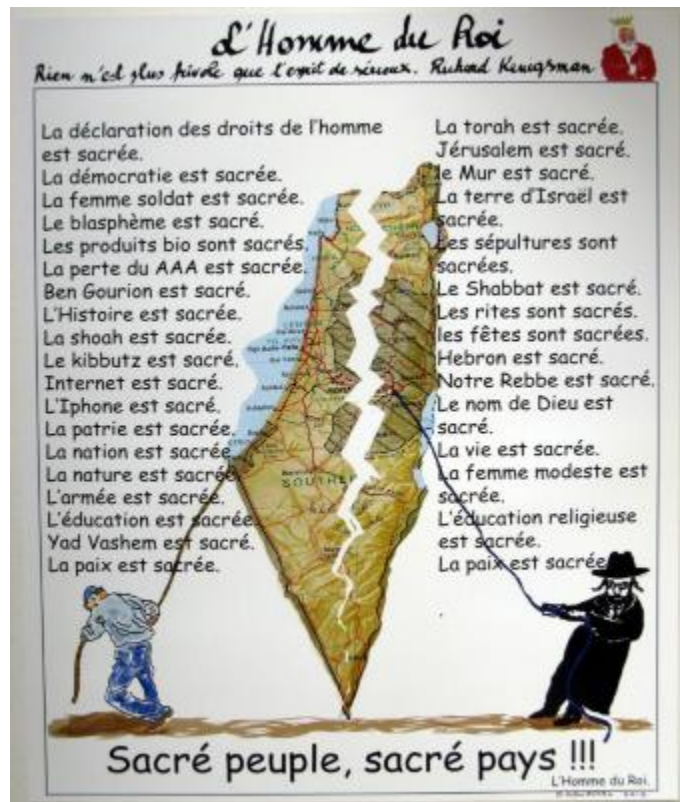 L'Homme du Roi
Rien n'est plus frivole que l'esprit de sérieux. Richard Kenigsman
La déclaration des droits de l'homme
est sacrée.
La démocratie est sacrée.
La femme soldat est sacrée.
Le blasphème est sacré.
Les produits bio sont sacrés.
La perte du AAA est sacrée.
Ben Gourion est sacré.
L'Histoire est sacrée.
La shoah est sacrée.
Le kibbutz est sacré,
Internet est sacré.
L'Iphone est sacré,
La patrie est sacrée.
La nation est sacrée
La nature est sacrée.
L'armée est sacrée.
L'éducation est sacrée.
Yad Vashem est sacré.
La paix est sacrée.
La torah est sacrée.
Jérusalem est sacré.
le Mur est sacré.
La terre d'Israël est
sacrée.
Les sépultures sont
sacrées.
Le Shabbat est sacré.
Les rites sont sacrés.
les fêtes sont sacrées.
Hebron est sacré.
Notre Rebbe est sacré.
Le nom de Dieu est
sacré.
La vie est sacrée.
La femme modeste est
sacrée.
L'éducation religieuse
est sacrée.
La paix est sacrée
SOUTHE
Sacré peuple, sacré pays !!!
L'Homme du Roi.